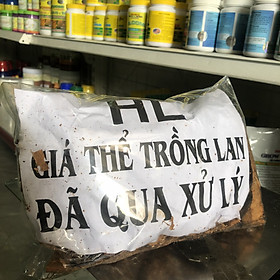 HL
GIÁ THỂ TRỒNG LAN
ĐÃ QUA XỬ LÝ